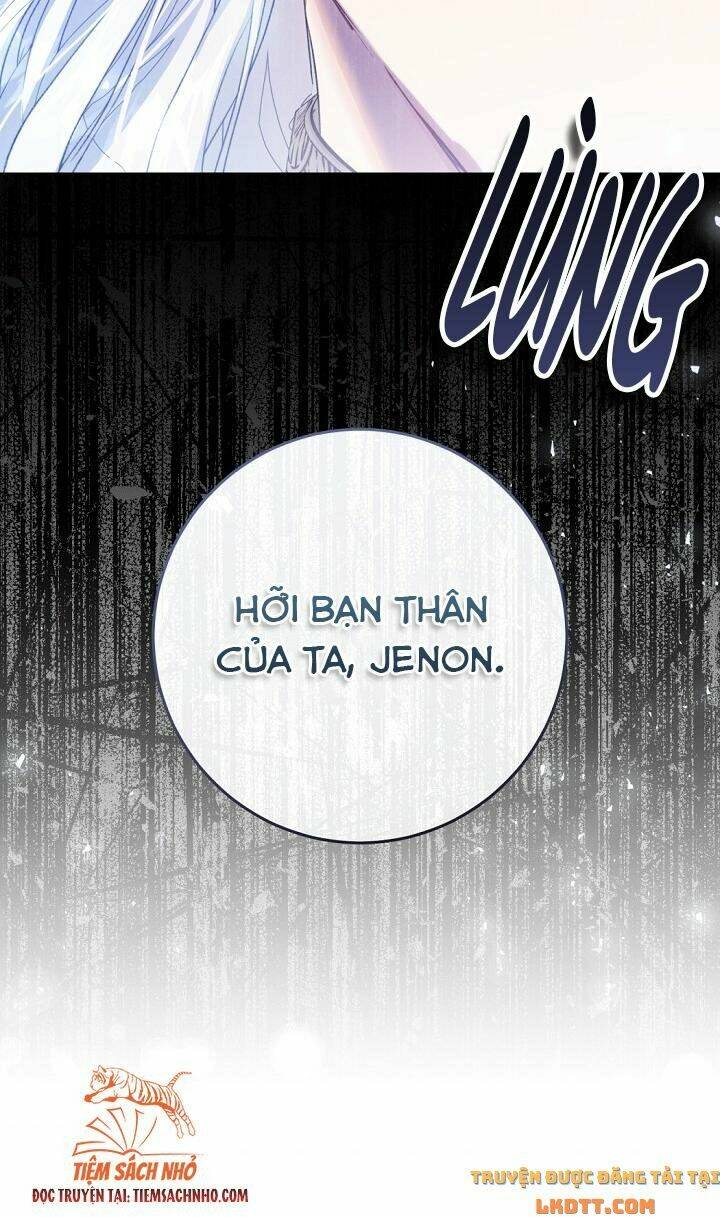 LÙNG
HỠI BẠN THÂN
CỦA TA, JENON.
TIỆM SÁCH NHỎ
ĐỌC TRUYỆN TẠI: TIEMSACHNHO.COM
TRUYỆN ĐƯỢC ĐĂNG TẢI TẠI
LKDTT.COM